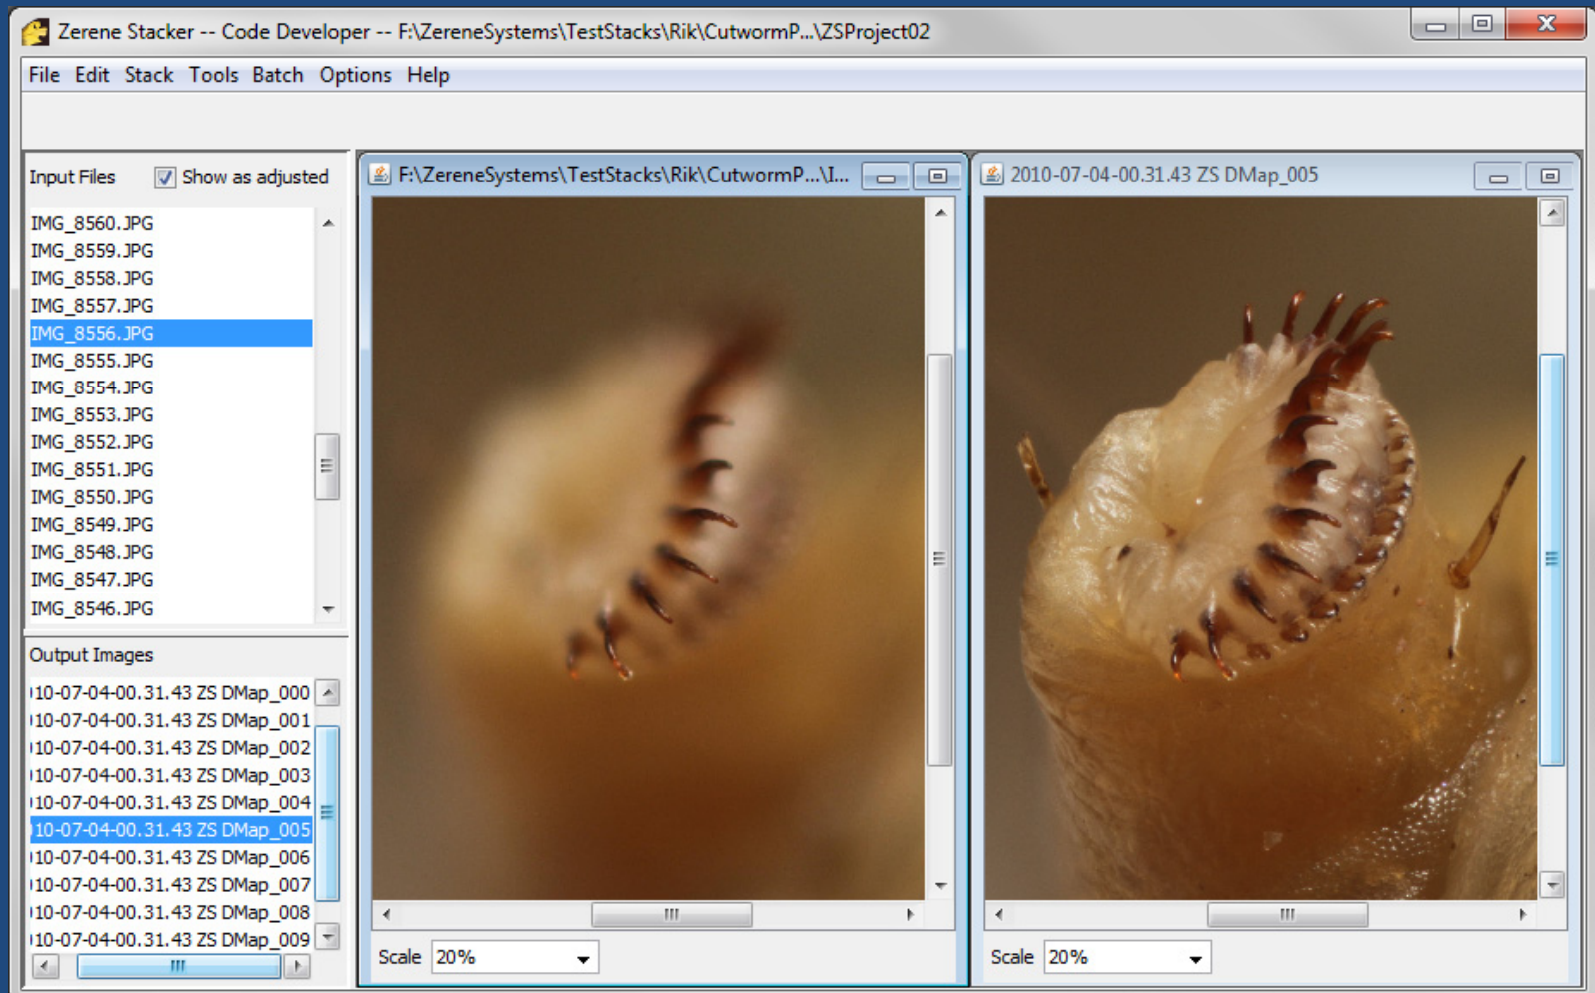 Zerene Stacker -- Code Developer -- F:\ZereneSystems\TestStacks\Rik\CutwormP...\ZSProject02
File Edit Stack Tools Batch Options Help
Input Files Show as adjusted
IMG_8560.JPG
IMG_8559.JPG
IMG_8558.JPG
IMG_8557.JPG
IMG_8556.JPG
IMG_8555.JPG
IMG_8554.JPG
IMG_8553.JPG
IMG_8552.JPG
IMG_8551.JPG
IMG_8550.JPG
IMG_8549.JPG
IMG_8548.JPG
IMG_8547.JPG
IMG_8546.JPG
Output Images
10-07-04-00.31.43 ZS DMap_000
10-07-04-00.31.43 ZS DMap_001
10-07-04-00.31.43 ZS DMap_002
10-07-04-00.31.43 ZS DMap_003
10-07-04-00.31.43 ZS DMap_004
10-07-04-00.31.43 ZS DMap_005
10-07-04-00.31.43 ZS DMap_006
10-07-04-00.31.43 ZS DMap_007
10-07-04-00.31.43 ZS DMap_008
10-07-04-00.31.43 ZS DMap_009
F:\ZereneSystems\TestStacks\Rik\CutwormP...\I...
Scale 20%
2010-07-04-00.31.43 ZS DMap_005
Scale 20%